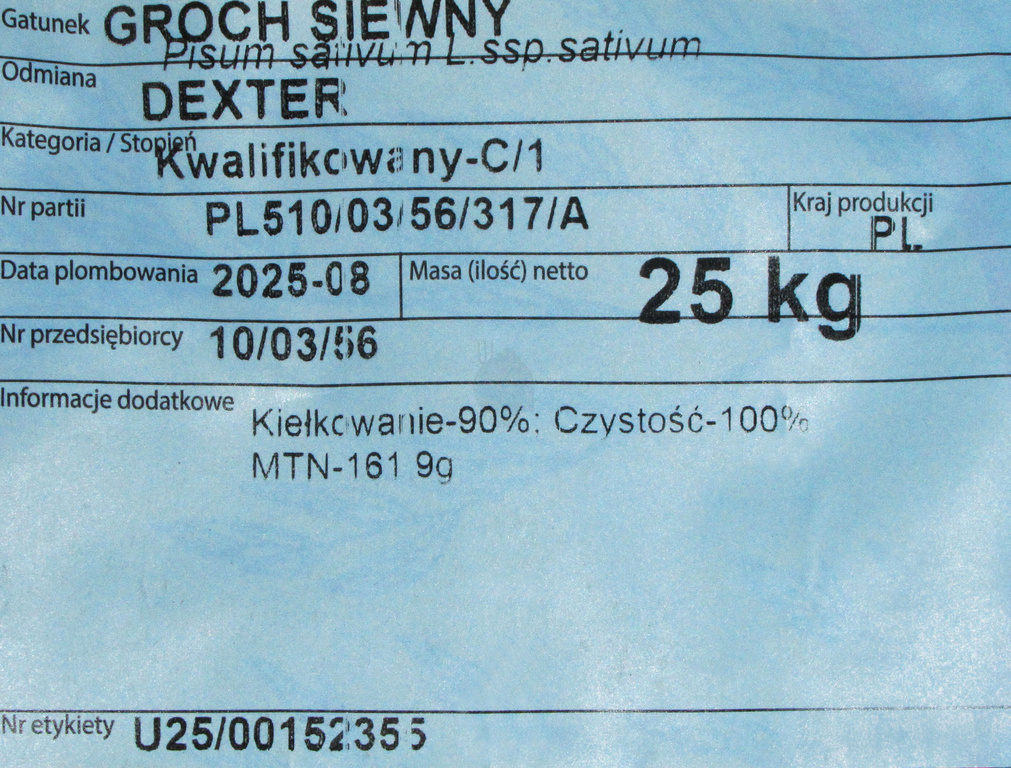 Gatunek GROCH SIEWNY
Pisum sativum L. ssp. sativum
Odmiana
DEXTER
Kategoria / Stopień
Kwalifikowany-C/1
Nr partii PL510/03/56/317/A Kraj produkcji
PL
Data plombowania 2025-08 Masa (ilość) netto 25 kg
Nr przedsiębiorcy 10/03/56
Informacje dodatkowe
Kiełkowanie-90%; Czystość-100%
MTN-161 9g
Nr etykiety U25/00152355